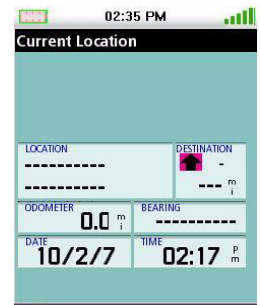 02:35 PM
Current Location
LOCATION
DESTINATION
----------
-
----------
--- mi
ODOMETER
BEARING
0.0 mi
----------
DATE
TIME
10/2/7
02:17 Pm